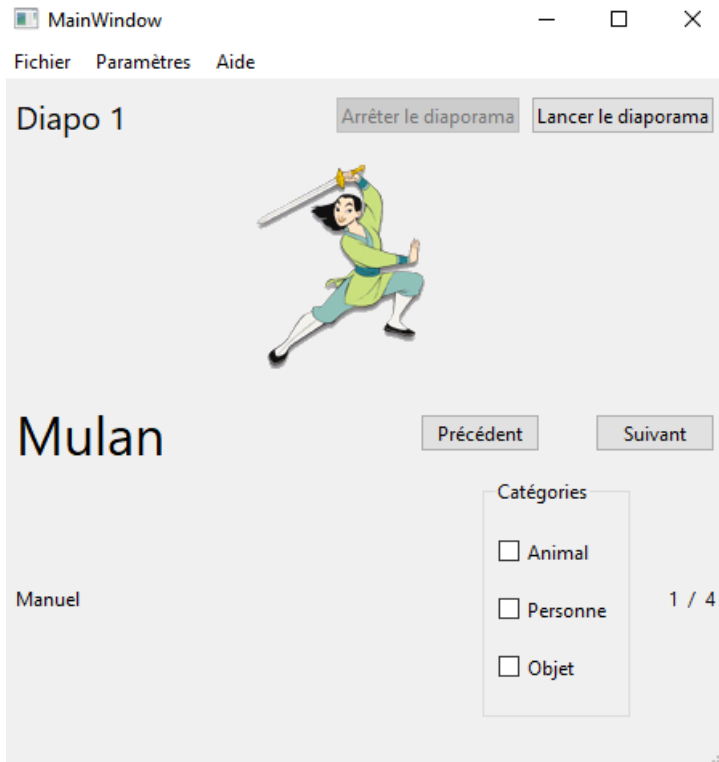 MainWindow
Fichier Paramètres Aide
Diapo 1
Arrêter le diaporama Lancer le diaporama
Mulan
Précédent Suivant
Catégories
Animal
Manuel
Personne
1 / 4
Objet